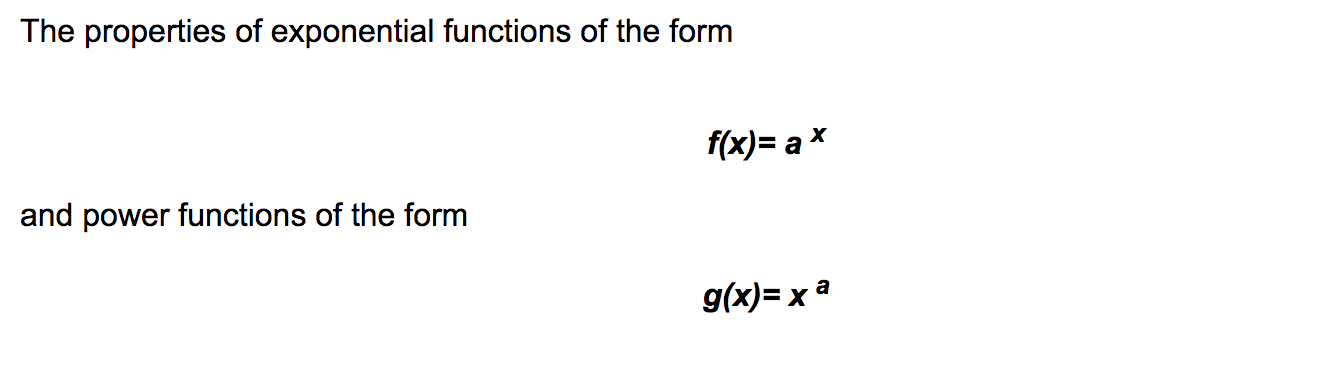 The properties of exponential functions of the form
f(x)= a ˣ
and power functions of the form
g(x)= x ᵃ